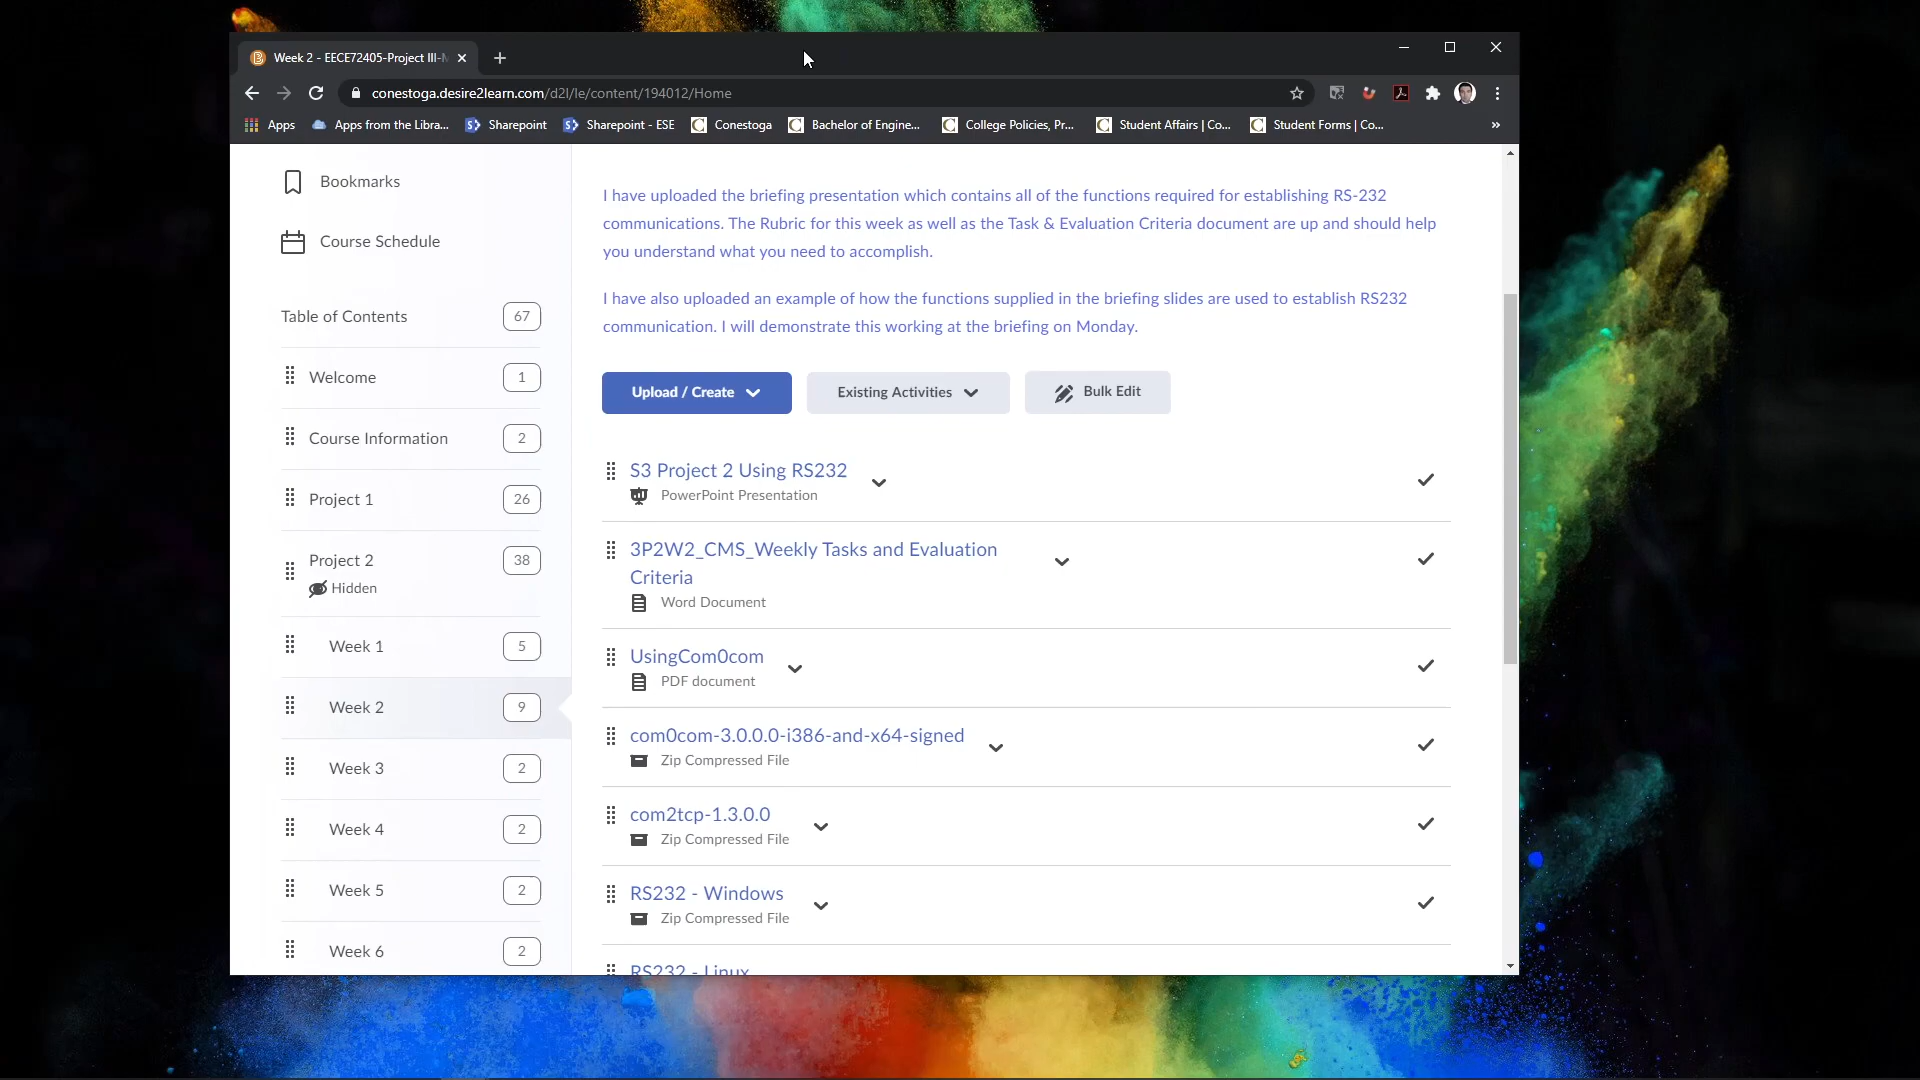 Week 2 - EECE72405-Project III-M
conestoga.desire2learn.com/d2l/le/content/194012/Home
Apps
Apps from the Libra...
Sharepoint
Sharepoint - ESE
Conestoga
Bachelor of Engine...
College Policies, Pr...
Student Affairs | Co...
Student Forms | Co...
»
Bookmarks
Course Schedule
Table of Contents 67
Welcome 1
Course Information 2
Project 1 26
Project 2 38
Hidden
Week 1 5
Week 2 9
Week 3 2
Week 4 2
Week 5 2
Week 6 2
I have uploaded the briefing presentation which contains all of the functions required for establishing RS-232
communications. The Rubric for this week as well as the Task & Evaluation Criteria document are up and should help
you understand what you need to accomplish.
I have also uploaded an example of how the functions supplied in the briefing slides are used to establish RS232
communication. I will demonstrate this working at the briefing on Monday.
Upload / Create
Existing Activities
Bulk Edit
S3 Project 2 Using RS232
PowerPoint Presentation
3P2W2_CMS_Weekly Tasks and Evaluation
Criteria
Word Document
UsingCom0com
PDF document
com0com-3.0.0.0-i386-and-x64-signed
Zip Compressed File
com2tcp-1.3.0.0
Zip Compressed File
RS232 - Windows
Zip Compressed File
RS232 - Linux